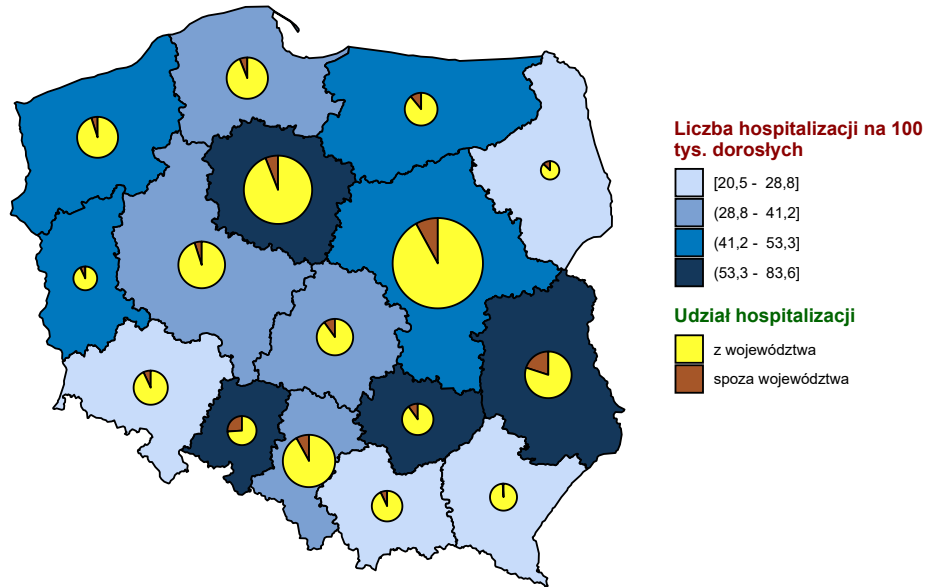 Liczba hospitalizacji na 100
tys. dorosłych
[20,5 - 28,8]
(28,8 - 41,2]
(41,2 - 53,3]
(53,3 - 83,6]
Udział hospitalizacji
z województwa
spoza województwa